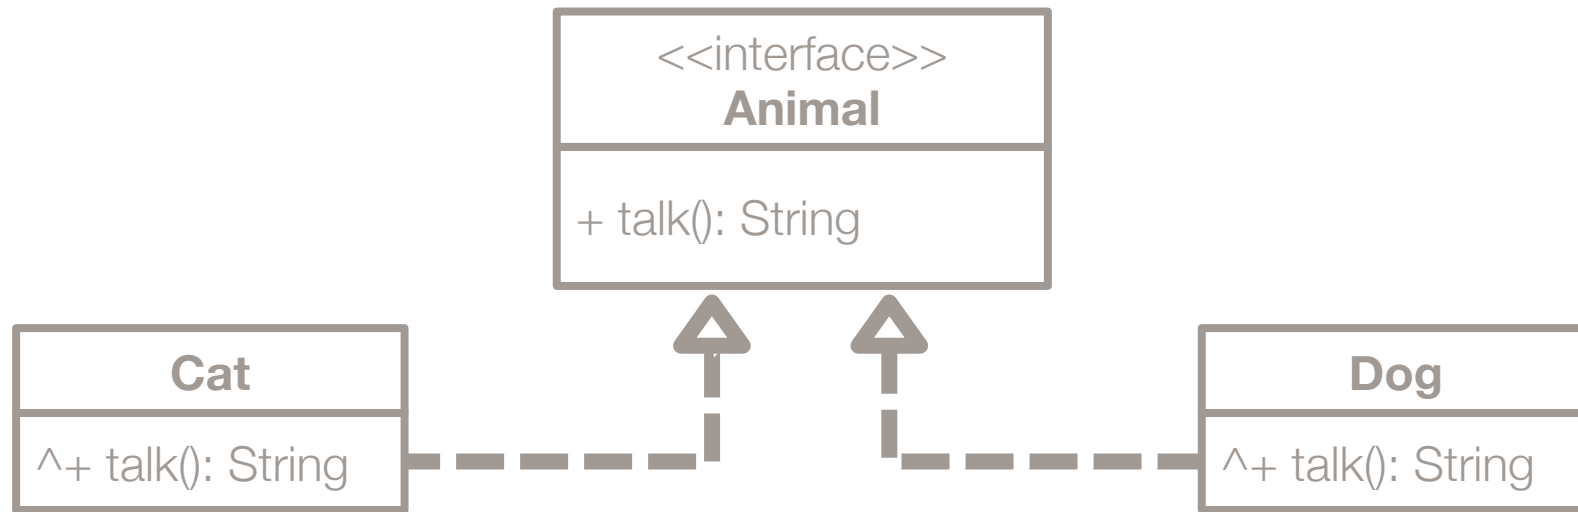 <<interface>>
Animal
+ talk(): String
Cat
^+ talk(): String
Dog
^+ talk(): String